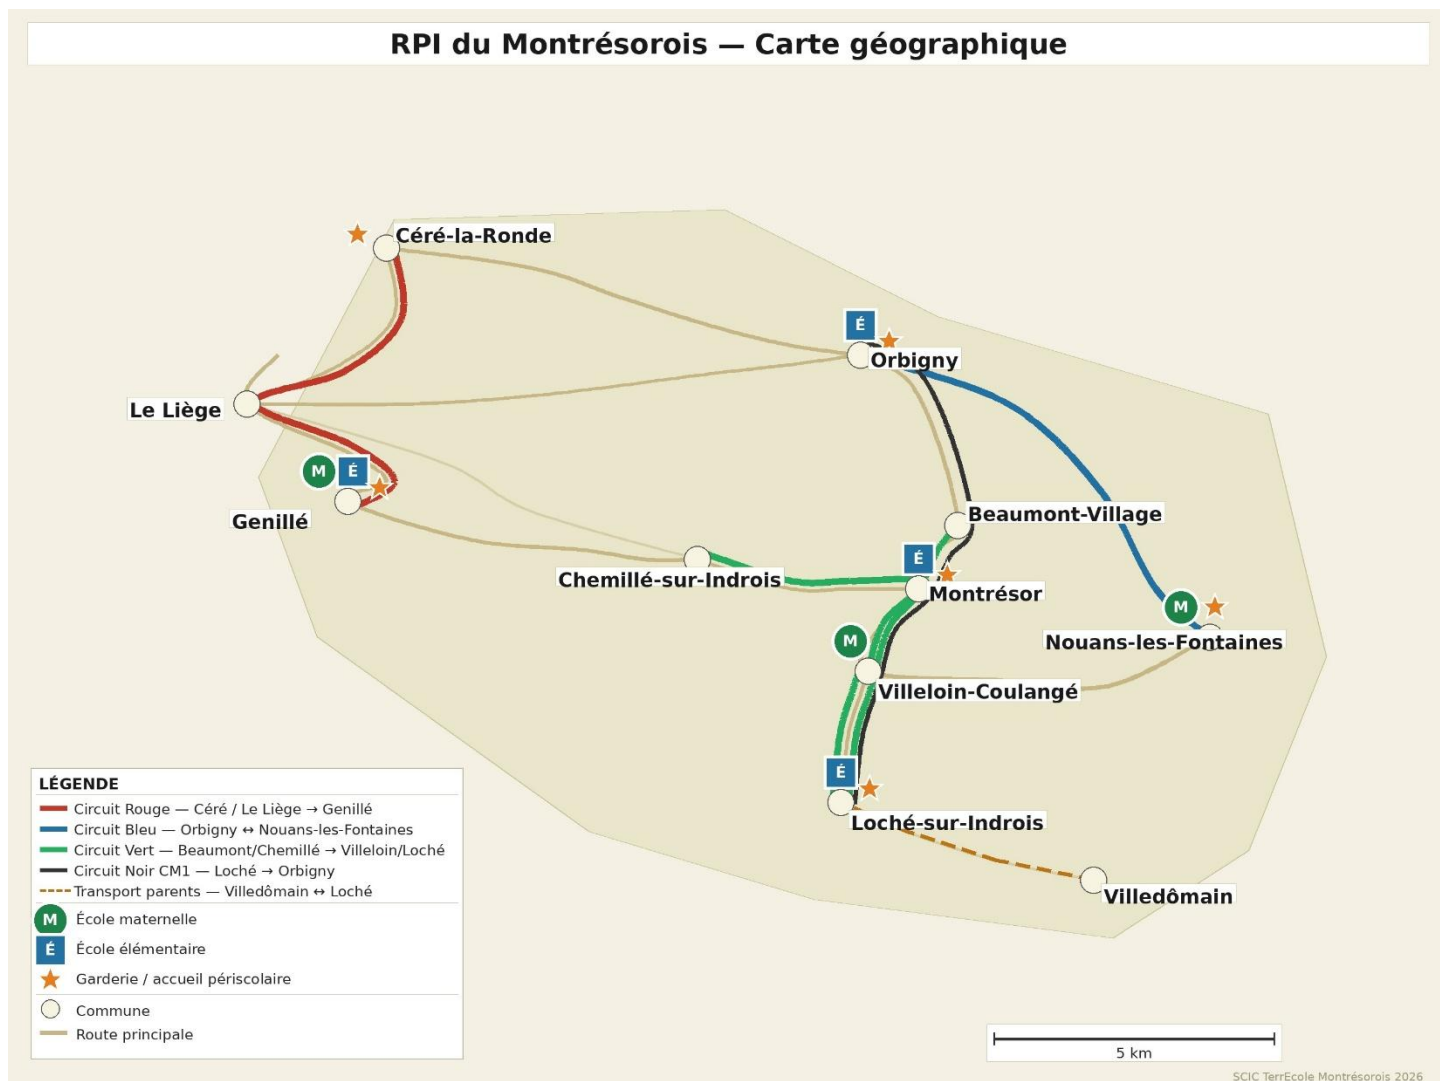 RPI du Montrésorois — Carte géographique
Céré-la-Ronde
É
Orbigny
Le Liège
M É
Genillé
Beaumont-Village
É
Chemillé-sur-Indrois
Montrésor
M
Nouans-les-Fontaines
M
Villeloin-Coulangé
É
Loché-sur-Indrois
Villedômain
LÉGENDE
Circuit Rouge — Céré / Le Liège → Genillé
Circuit Bleu — Orbigny ↔ Nouans-les-Fontaines
Circuit Vert — Beaumont/Chemillé → Villeloin/Loché
Circuit Noir CM1 — Loché → Orbigny
Transport parents — Villedômain ↔ Loché
M École maternelle
É École élémentaire
Garderie / accueil périscolaire
Commune
Route principale
5 km
SCIC TerrEcole Montrésorois 2026